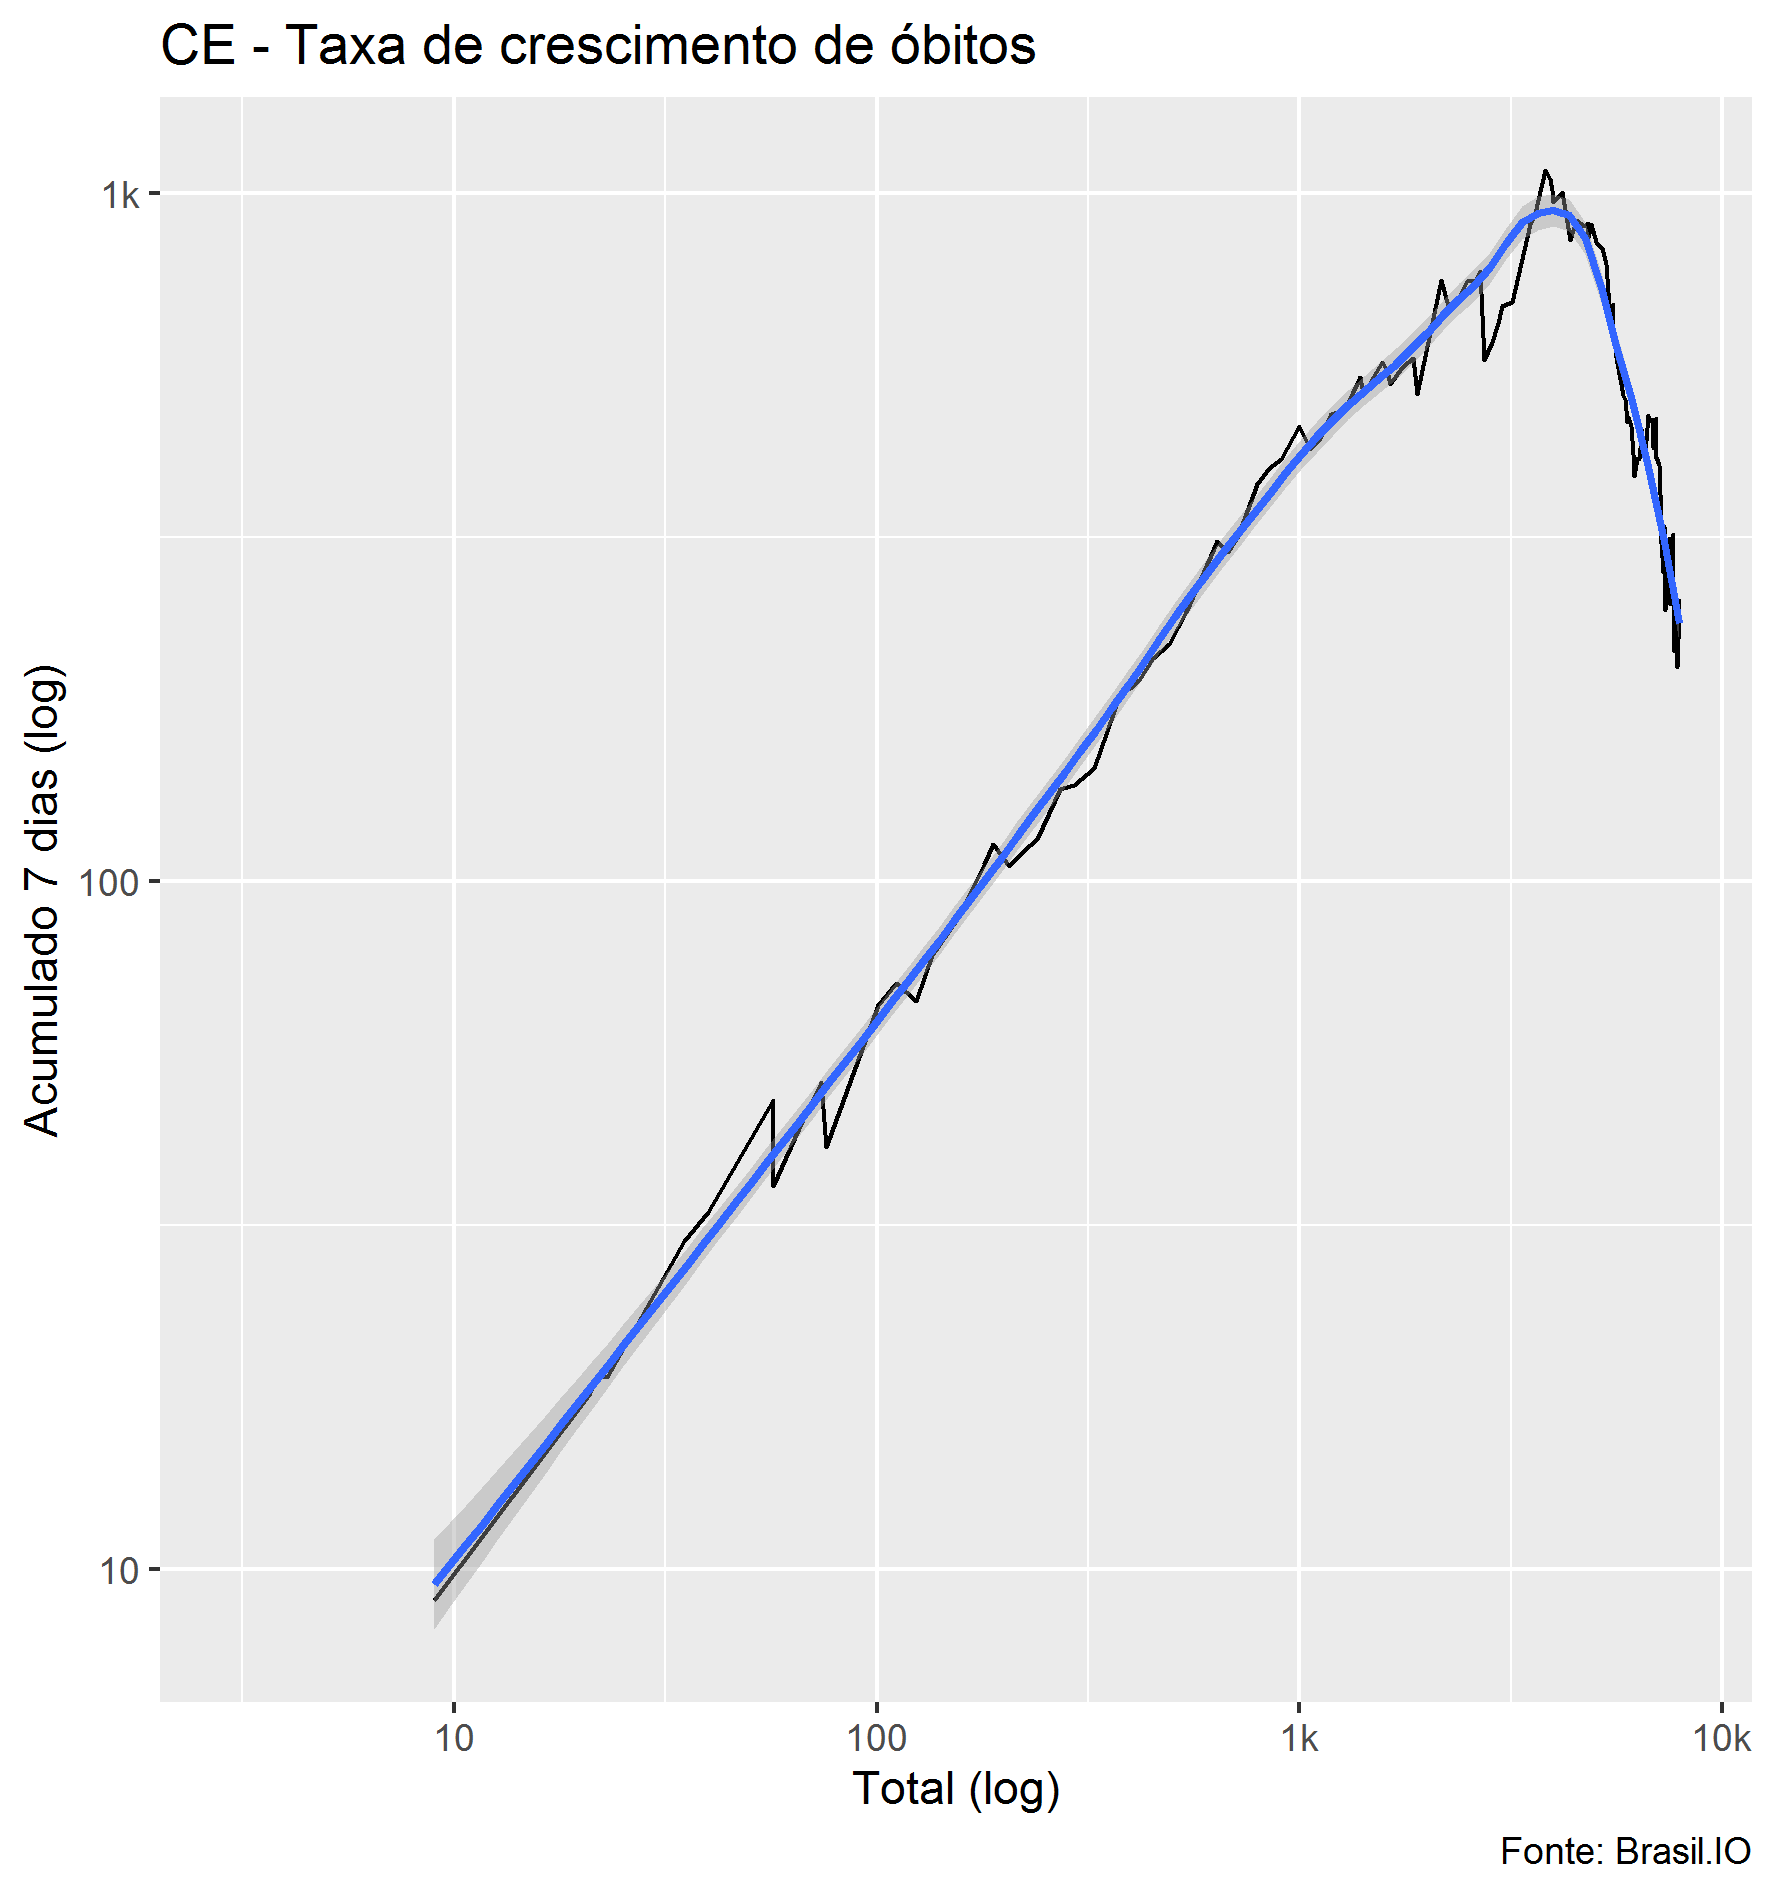 CE - Taxa de crescimento de óbitos
Acumulado 7 dias (log)
1k
100
10
10
100
1k
10k
Total (log)
Fonte: Brasil.IO